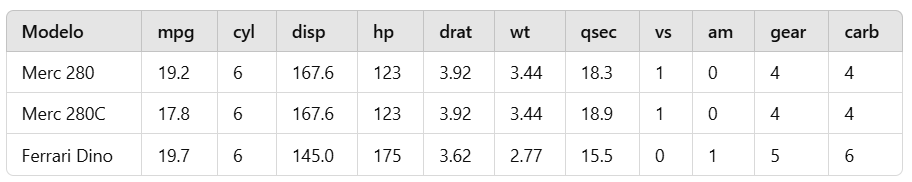 Modelo mpg cyl disp hp drat wt qsec vs am gear carb
Merc 280 19.2 6 167.6 123 3.92 3.44 18.3 1 0 4 4
Merc 280C 17.8 6 167.6 123 3.92 3.44 18.9 1 0 4 4
Ferrari Dino 19.7 6 145.0 175 3.62 2.77 15.5 0 1 5 6